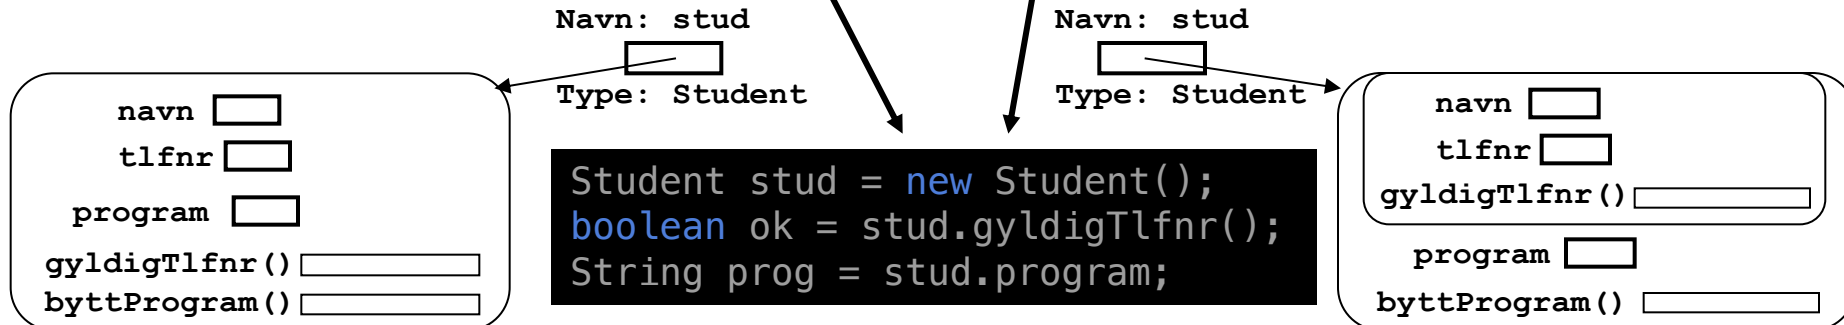 Navn: stud
Type: Student
navn
tlfnr
program
gyldigTlfnr()
byttProgram()
Student stud = new Student();
boolean ok = stud.gyldigTlfnr();
String prog = stud.program;
Navn: stud
Type: Student
navn
tlfnr
gyldigTlfnr()
program
byttProgram()